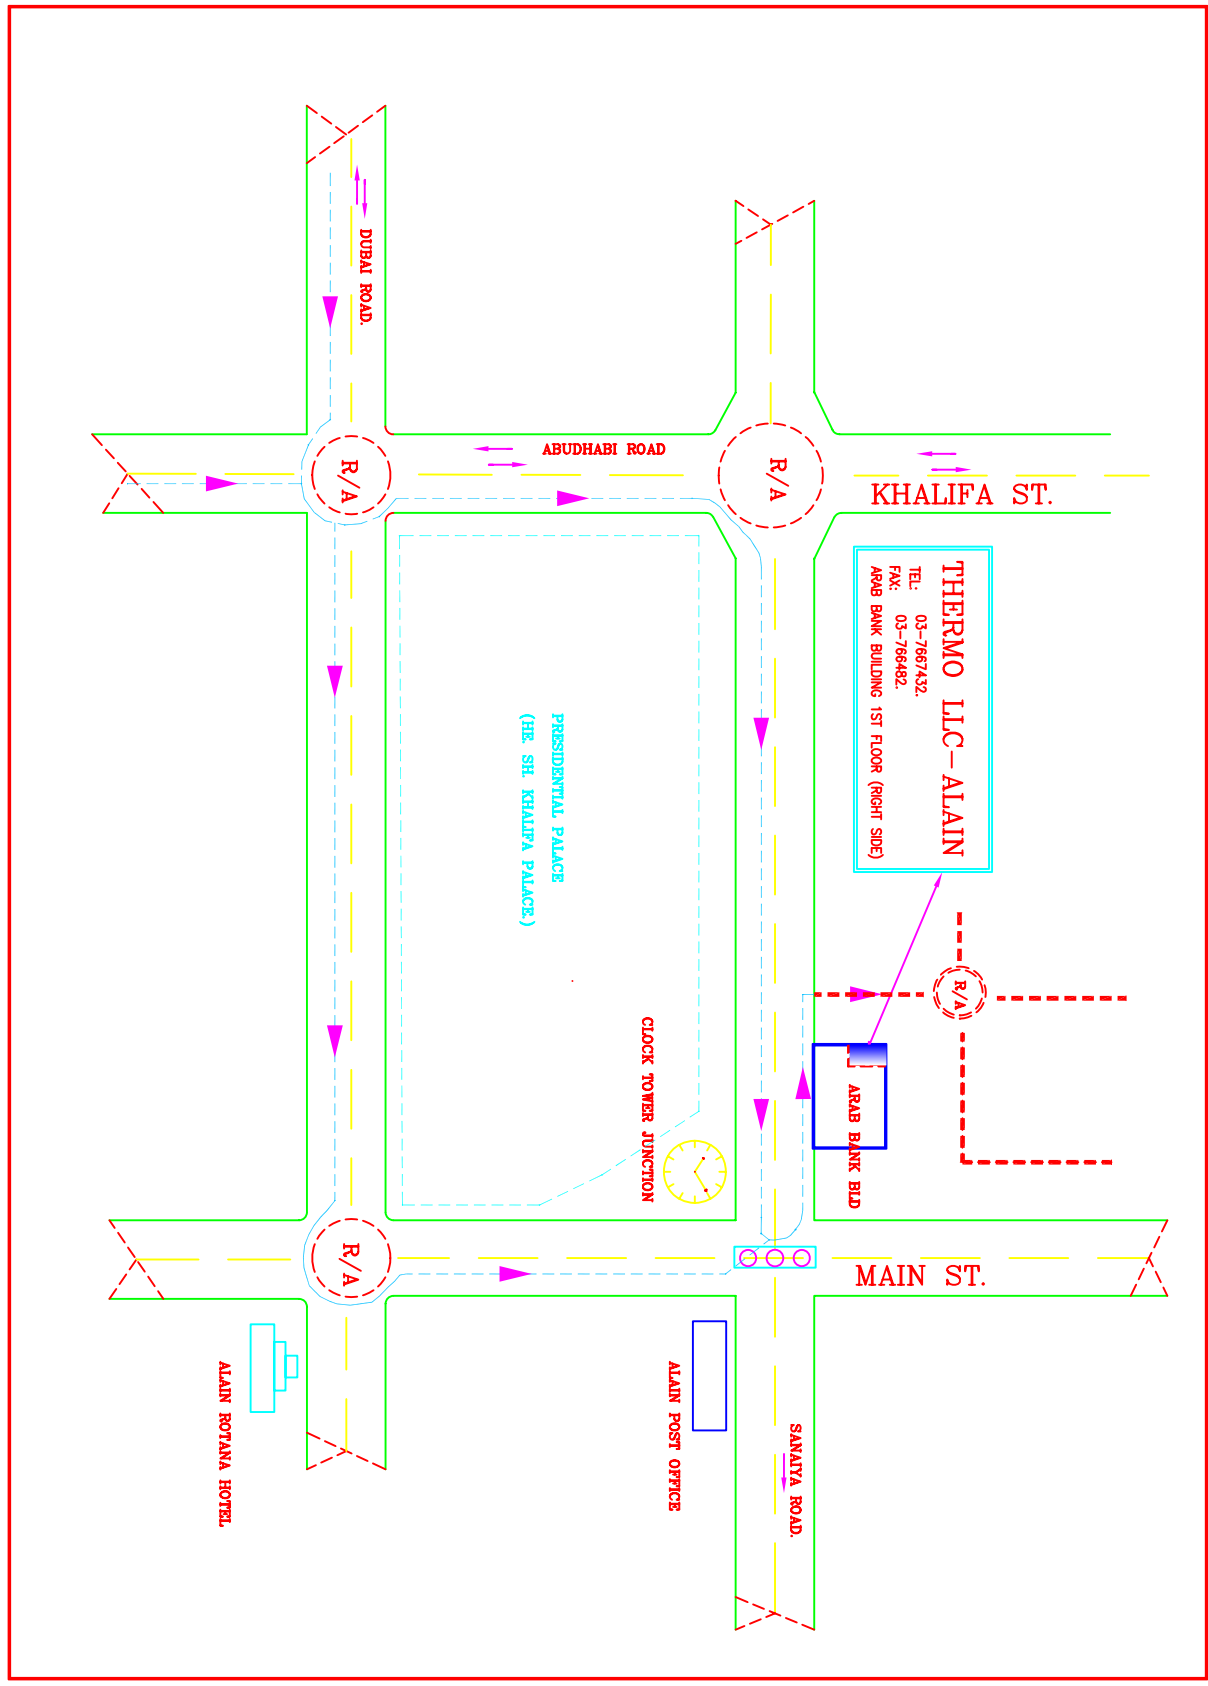 DUBAI ROAD.
ABUDHABI ROAD
R/A
R/A
KHALIFA ST.
THERMO LLC-ALAIN
TEL: 03-7667432.
FAX: 03-766482.
ARAB BANK BUILDING 1ST FLOOR (RIGHT SIDE)
PRESIDENTIAL PALACE
(HE. SH. KHALIFA PALACE.)
R/A
CLOCK TOWER JUNCTION
ARAB BANK BLD
R/A
MAIN ST.
ALAIN ROTANA HOTEL
ALAIN POST OFFICE
SANAIYA ROAD.